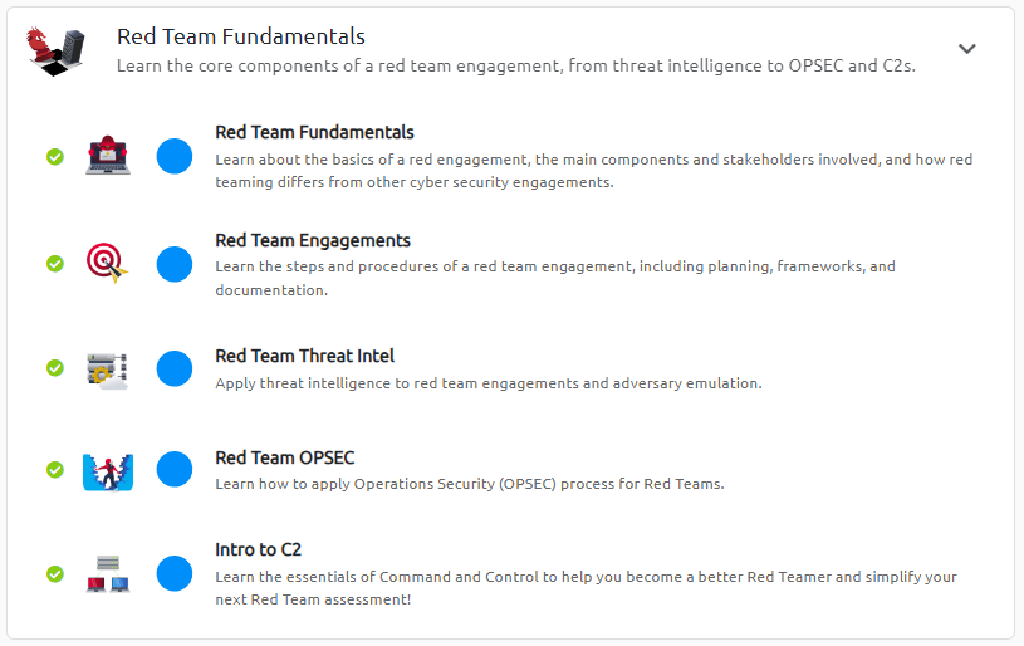 Red Team Fundamentals
Learn the core components of a red team engagement, from threat intelligence to OPSEC and C2s.
Red Team Fundamentals
Learn about the basics of a red engagement, the main components and stakeholders involved, and how red
teaming differs from other cyber security engagements.
Red Team Engagements
Learn the steps and procedures of a red team engagement, including planning, frameworks, and
documentation.
Red Team Threat Intel
Apply threat intelligence to red team engagements and adversary emulation.
Red Team OPSEC
Learn how to apply Operations Security (OPSEC) process for Red Teams.
Intro to C2
Learn the essentials of Command and Control to help you become a better Red Teamer and simplify your
next Red Team assessment!